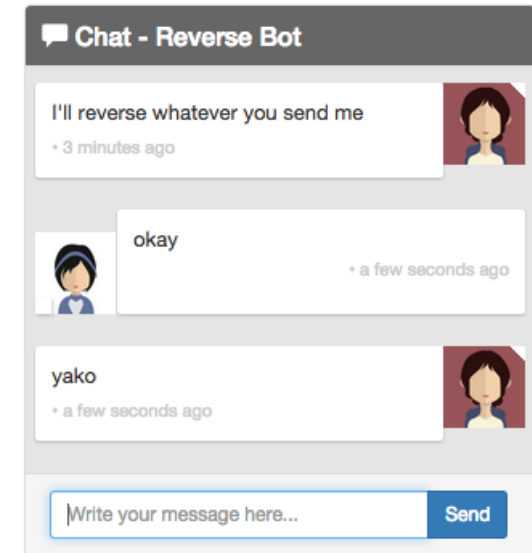 Chat - Reverse Bot
I'll reverse whatever you send me
• 3 minutes ago
okay
• a few seconds ago
yako
• a few seconds ago
Write your message here...
Send